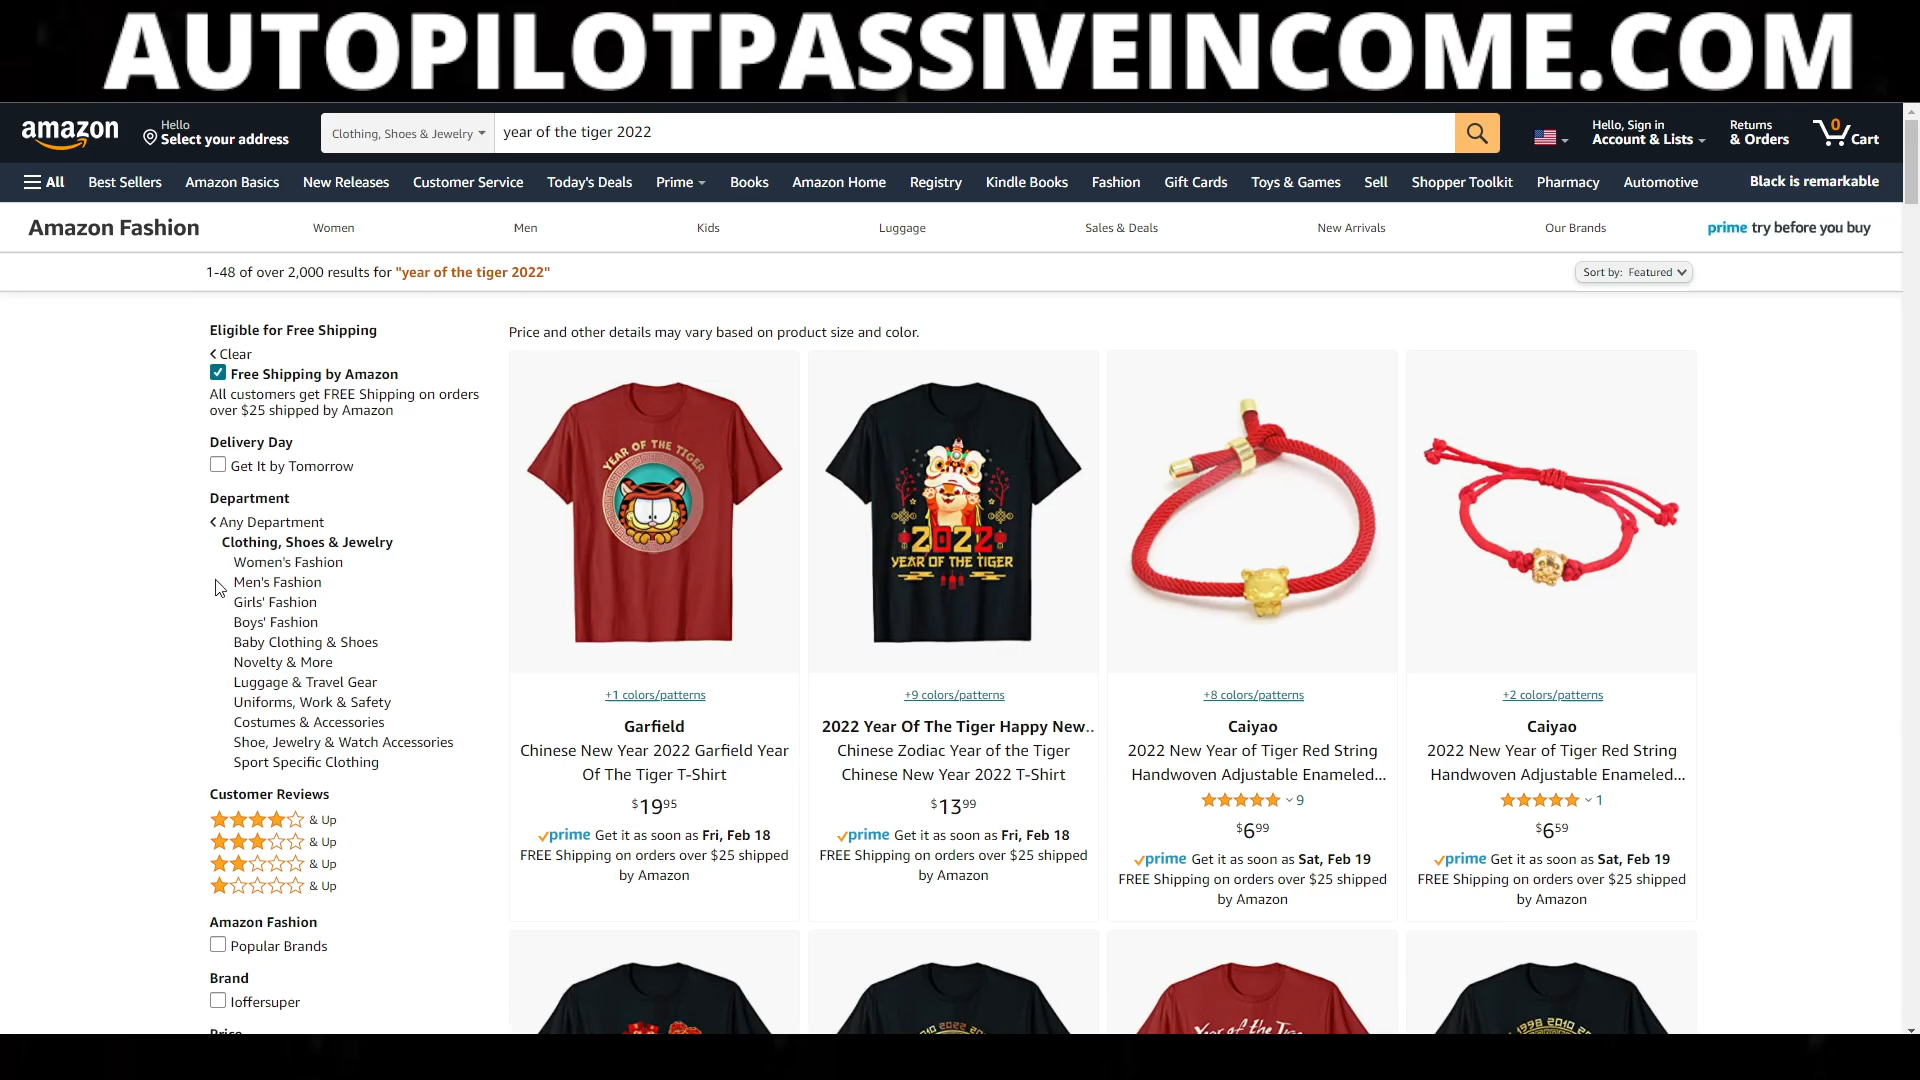 AUTOPILOTPASSIVEINCOME.COM
amazon
Hello
Select your address
Clothing, Shoes & Jewelry
year of the tiger 2022
Hello, Sign in
Account & Lists
Returns
& Orders
0
Cart
All
Best Sellers
Amazon Basics
New Releases
Customer Service
Today's Deals
Prime
Books
Amazon Home
Registry
Kindle Books
Fashion
Gift Cards
Toys & Games
Sell
Shopper Toolkit
Pharmacy
Automotive
Black is remarkable
Amazon Fashion
Women
Men
Kids
Luggage
Sales & Deals
New Arrivals
Our Brands
prime try before you buy
1-48 of over 2,000 results for "year of the tiger 2022"
Sort by: Featured
Eligible for Free Shipping
Clear
Free Shipping by Amazon
All customers get FREE Shipping on orders
over $25 shipped by Amazon
Delivery Day
Get It by Tomorrow
Department
Any Department
Clothing, Shoes & Jewelry
Women's Fashion
Men's Fashion
Girls' Fashion
Boys' Fashion
Baby Clothing & Shoes
Novelty & More
Luggage & Travel Gear
Uniforms, Work & Safety
Costumes & Accessories
Shoe, Jewelry & Watch Accessories
Sport Specific Clothing
Customer Reviews
& Up
& Up
& Up
& Up
Amazon Fashion
Popular Brands
Brand
Ioffersuper
Price
Price and other details may vary based on product size and color.
YEAR OF THE TIGER
2022
YEAR OF THE TIGER
+1 colors/patterns
Garfield
Chinese New Year 2022 Garfield Year
Of The Tiger T-Shirt
$19.95
prime Get it as soon as Fri, Feb 18
FREE Shipping on orders over $25 shipped
by Amazon
+9 colors/patterns
2022 Year Of The Tiger Happy New..
Chinese Zodiac Year of the Tiger
Chinese New Year 2022 T-Shirt
$13.99
prime Get it as soon as Fri, Feb 18
FREE Shipping on orders over $25 shipped
by Amazon
+8 colors/patterns
Caiyao
2022 New Year of Tiger Red String
Handwoven Adjustable Enameled...
9
$6.99
prime Get it as soon as Sat, Feb 19
FREE Shipping on orders over $25 shipped
by Amazon
+2 colors/patterns
Caiyao
2022 New Year of Tiger Red String
Handwoven Adjustable Enameled...
1
$6.59
prime Get it as soon as Sat, Feb 19
FREE Shipping on orders over $25 shipped
by Amazon
Year of the
1998 2010